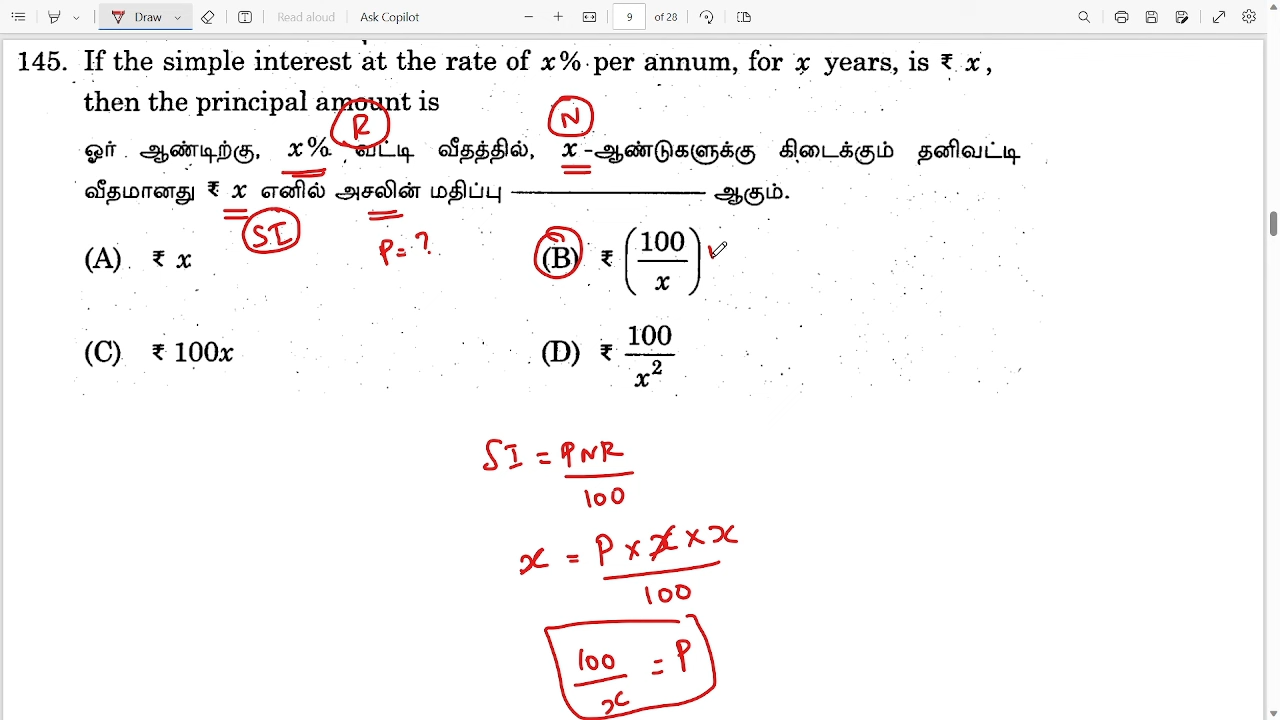 Draw Read aloud Ask Copilot 9 of 28
145. If the simple interest at the rate of x% per annum, for x years, is ₹ x,
then the principal amount is
R N
ஓர் ஆண்டிற்கு, x% வட்டி வீதத்தில், x -ஆண்டுகளுக்கு கிடைக்கும் தனிவட்டி
வீதமானது ₹ x எனில் அசலின் மதிப்பு ———— ஆகும்.
SI P=?
(A) ₹ x (B) ₹ (100/x)
(C) ₹ 100x (D) ₹ 100/x²
SI = PNR/100
x = P × x × x/100
100/x = P